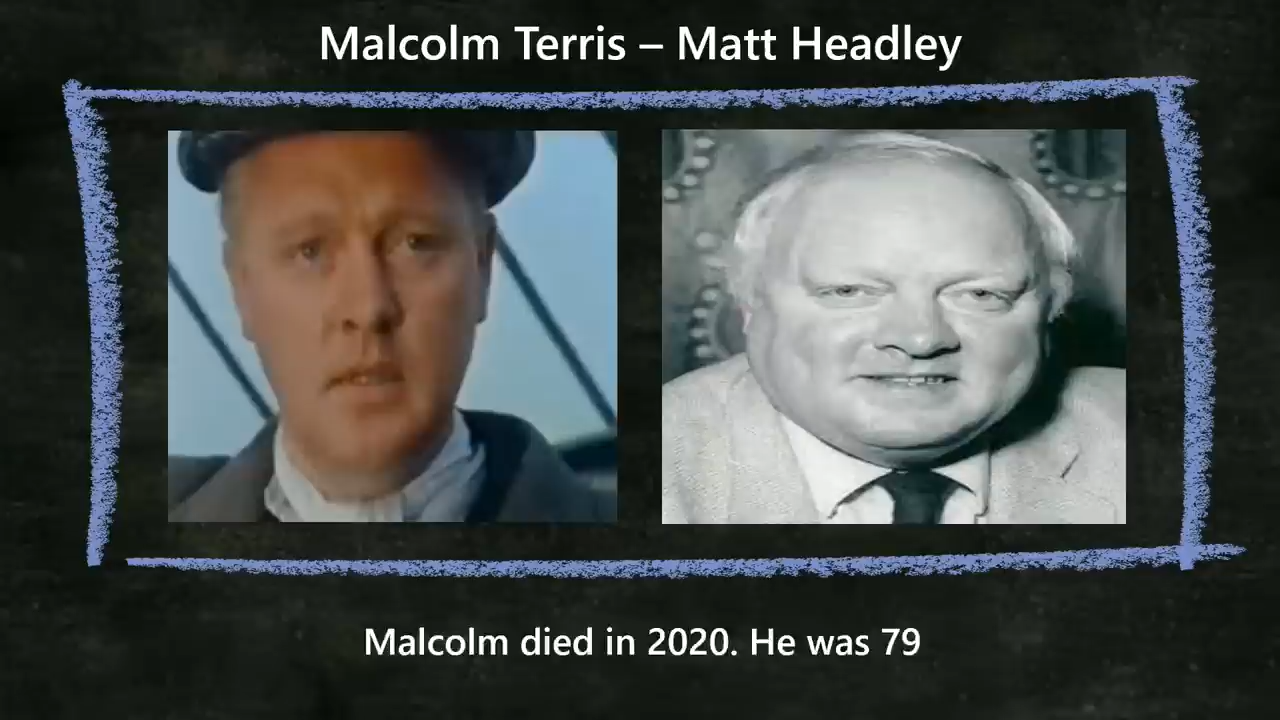 Malcolm Terris – Matt Headley
Malcolm died in 2020. He was 79